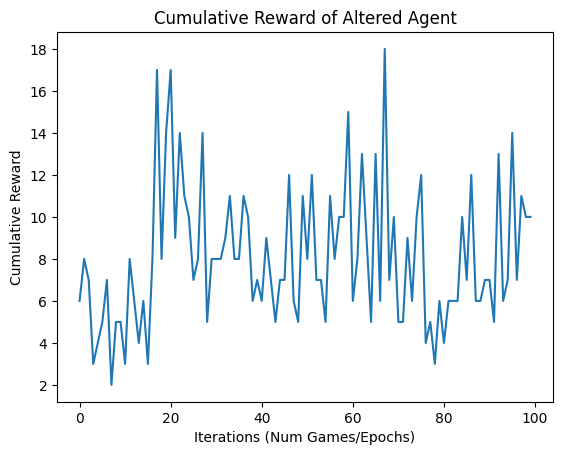 Cumulative Reward of Altered Agent
Cumulative Reward
18
16
14
12
10
8
6
4
2
0 20 40 60 80 100
Iterations (Num Games/Epochs)